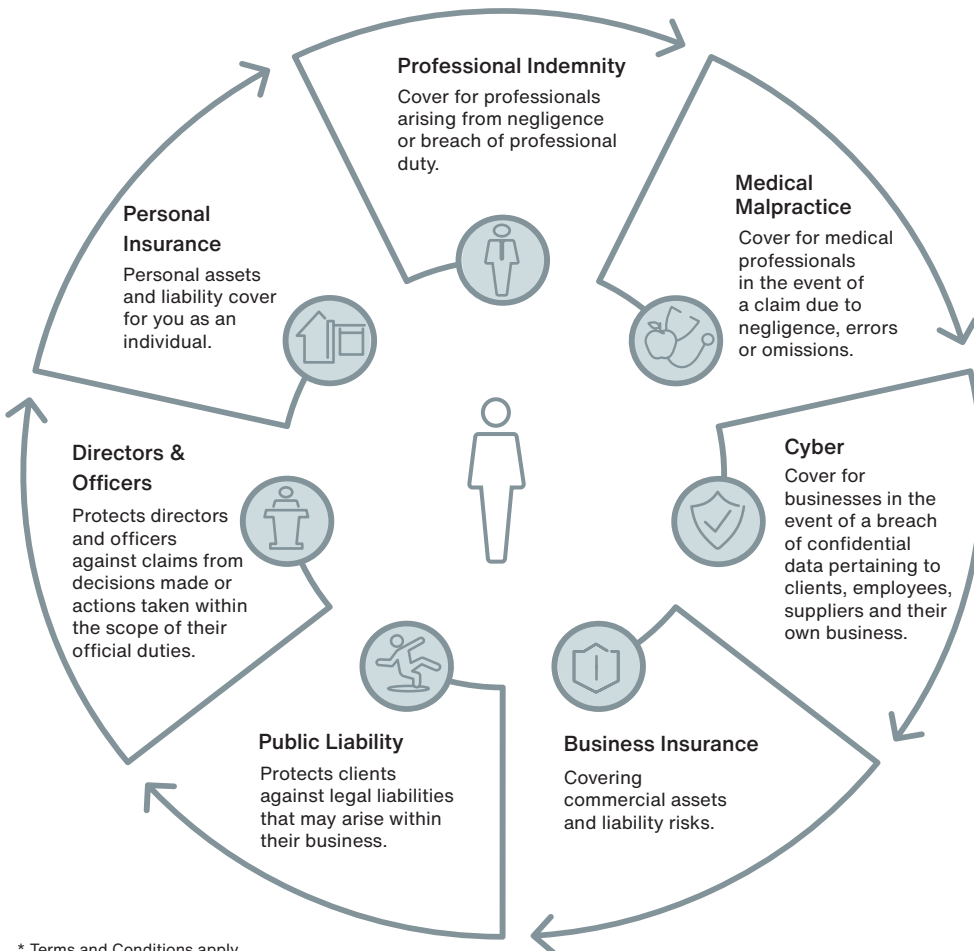 Professional Indemnity
Cover for professionals
arising from negligence
or breach of professional
duty.
Medical
Malpractice
Cover for medical
professionals
in the event of
a claim due to
negligence, errors
or omissions.
Cyber
Cover for
businesses in the
event of a breach
of confidential
data pertaining to
clients, employees,
suppliers and their
own business.
Business Insurance
Covering
commercial assets
and liability risks.
Public Liability
Protects clients
against legal liabilities
that may arise within
their business.
Directors &
Officers
Protects directors
and officers
against claims from
decisions made or
actions taken within
the scope of their
official duties.
Personal
Insurance
Personal assets
and liability cover
for you as an
individual.
* Terms and Conditions apply